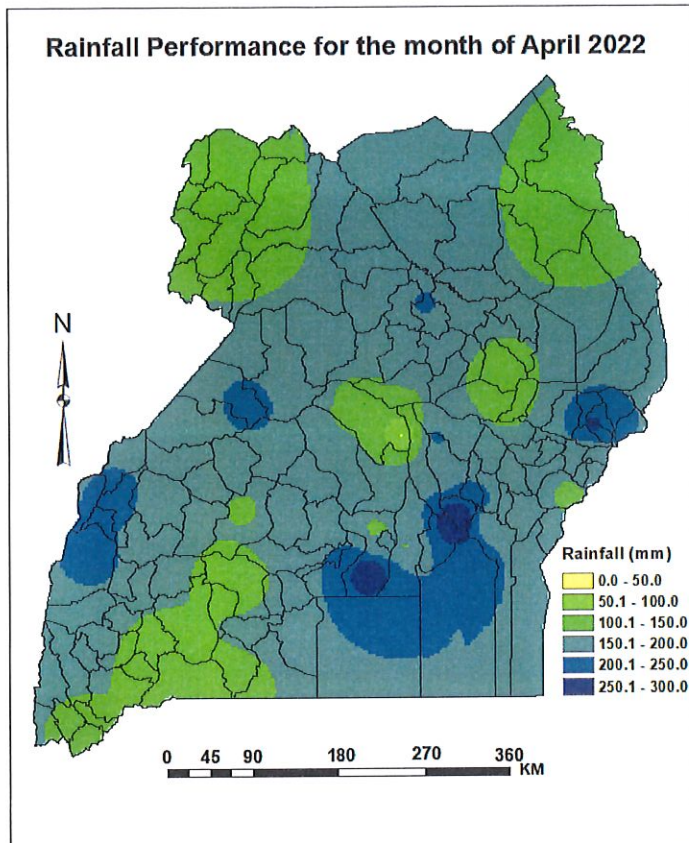 Rainfall Performance for the month of April 2022
N
Rainfall (mm)
0.0 - 50.0
50.1 - 100.0
100.1 - 150.0
150.1 - 200.0
200.1 - 250.0
250.1 - 300.0
0 45 90 180 270 360
KM